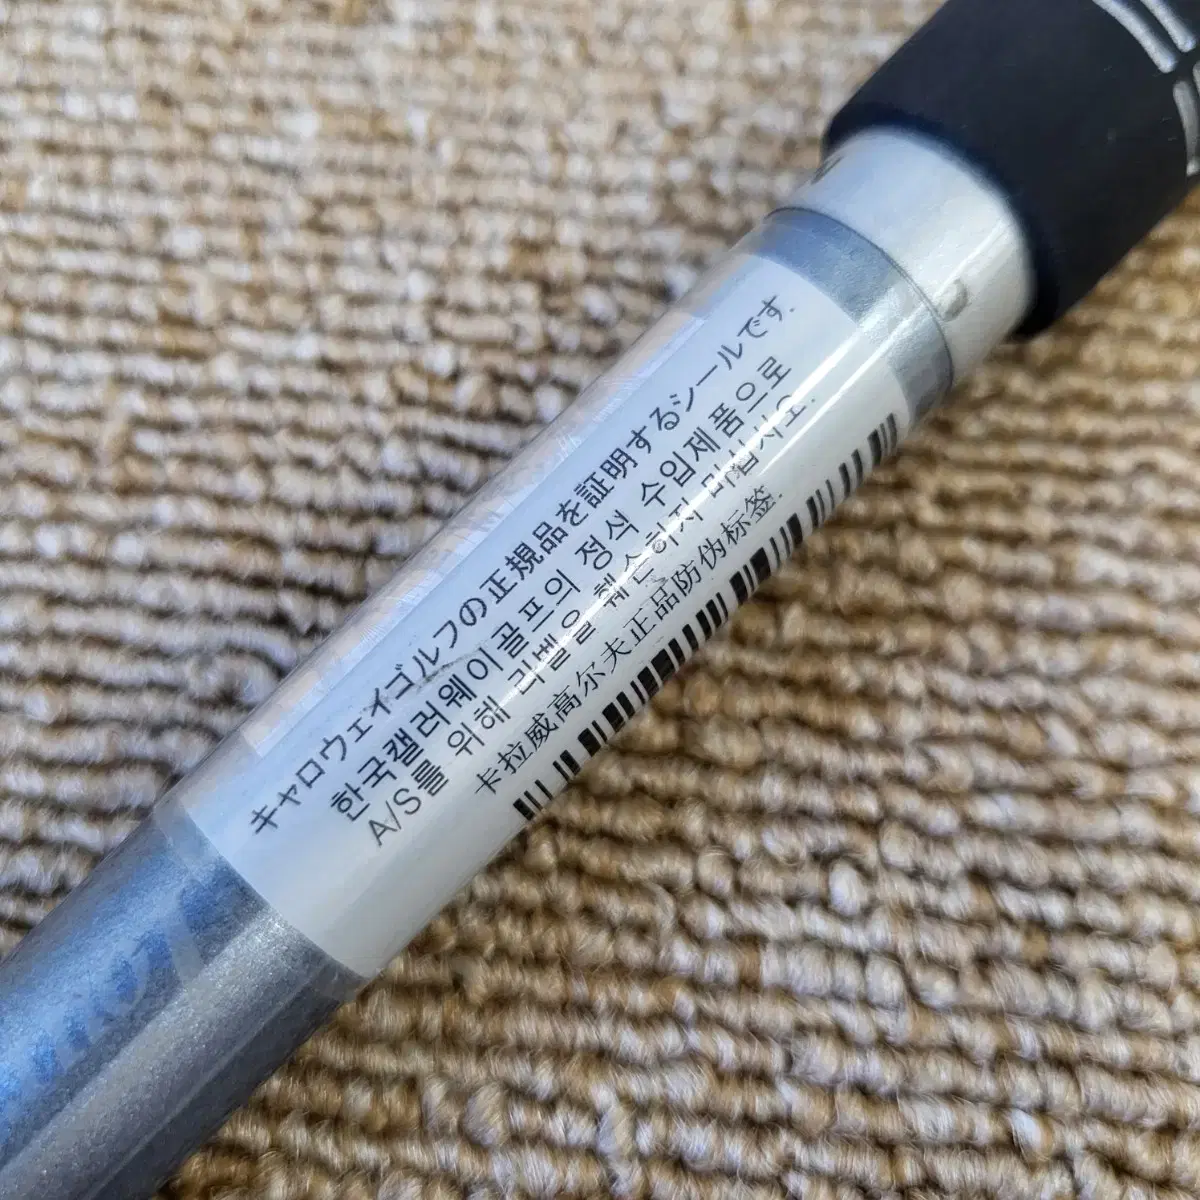 キャロウェイゴルフの正規品を証明するシールです.
한국캘러웨이골프의 정식 수입제품으로
A/S를 위해 라벨을 훼손하지 마십시오.
卡拉威高尔夫正品防伪标签.